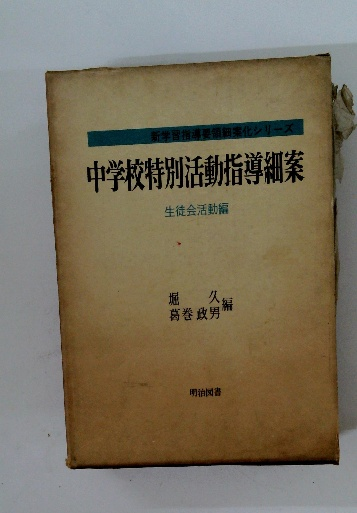 新学習指導要領細案化シリーズ
中学校特別活動指導細案
生徒会活動編
堀 久
葛巻政男編
明治図書